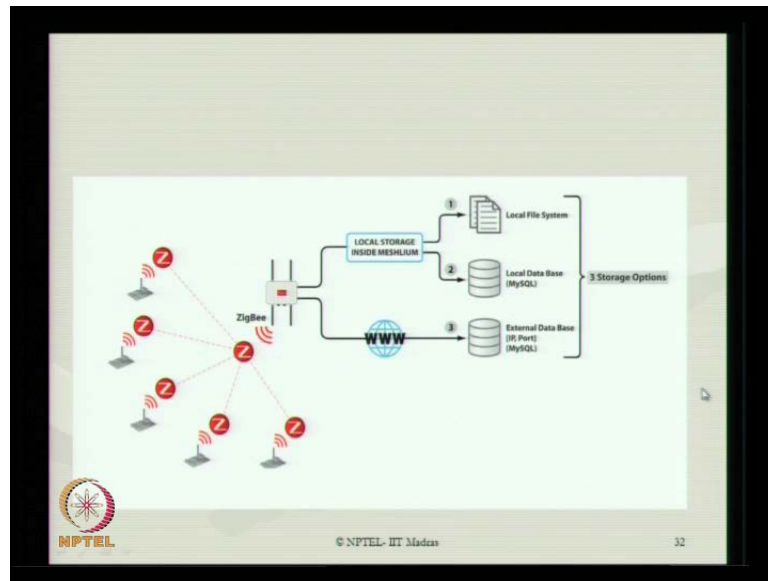 1
Local File System
LOCAL STORAGE
INSIDE MESHLIUM
2
Local Data Base
(MySQL)
3 Storage Options
ZigBee
WWW
3
External Data Base
[IP, Port]
(MySQL)
Z
Z
Z
Z
Z
Z
NPTEL
© NPTEL- IIT Madras
32